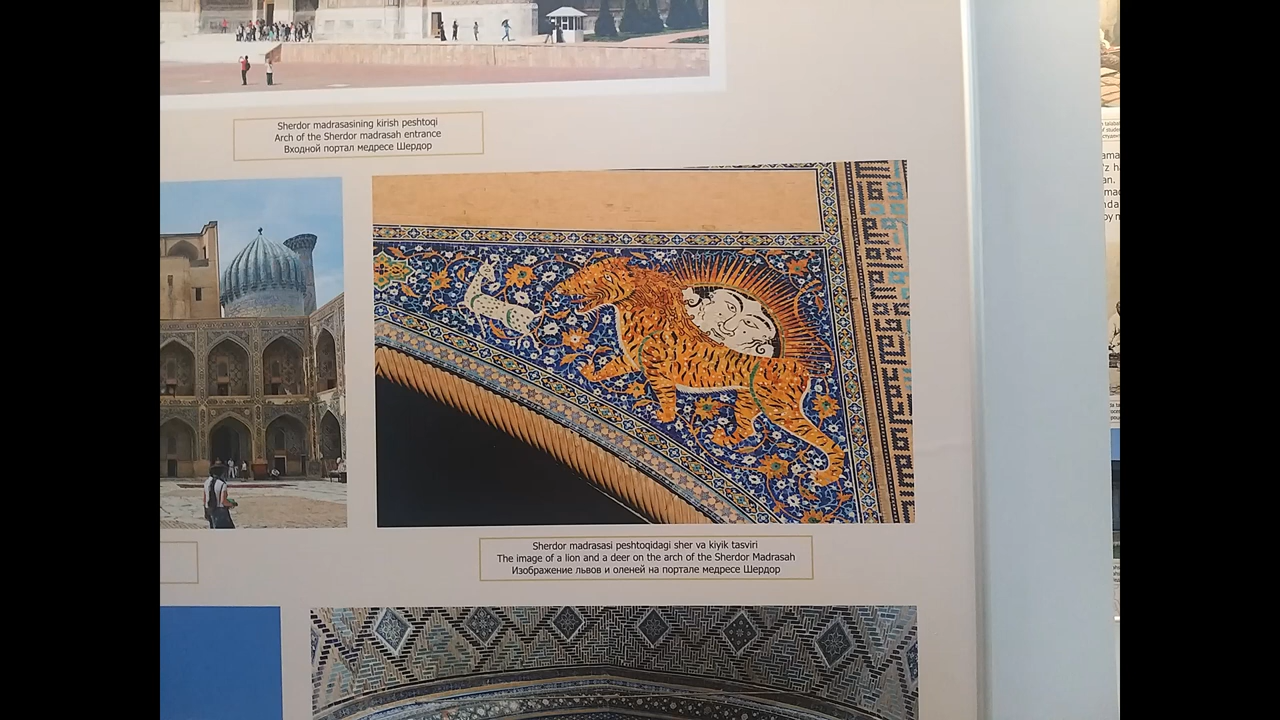 Sherdor madrasasining kirish peshtoqi
Arch of the Sherdor madrasah entrance
Входной портал медресе Шердор
Sherdor madrasasi peshtoqidagi sher va kiyik tasviri
The image of a lion and a deer on the arch of the Sherdor Madrasah
Изображение львов и оленей на портале медресе Шердор